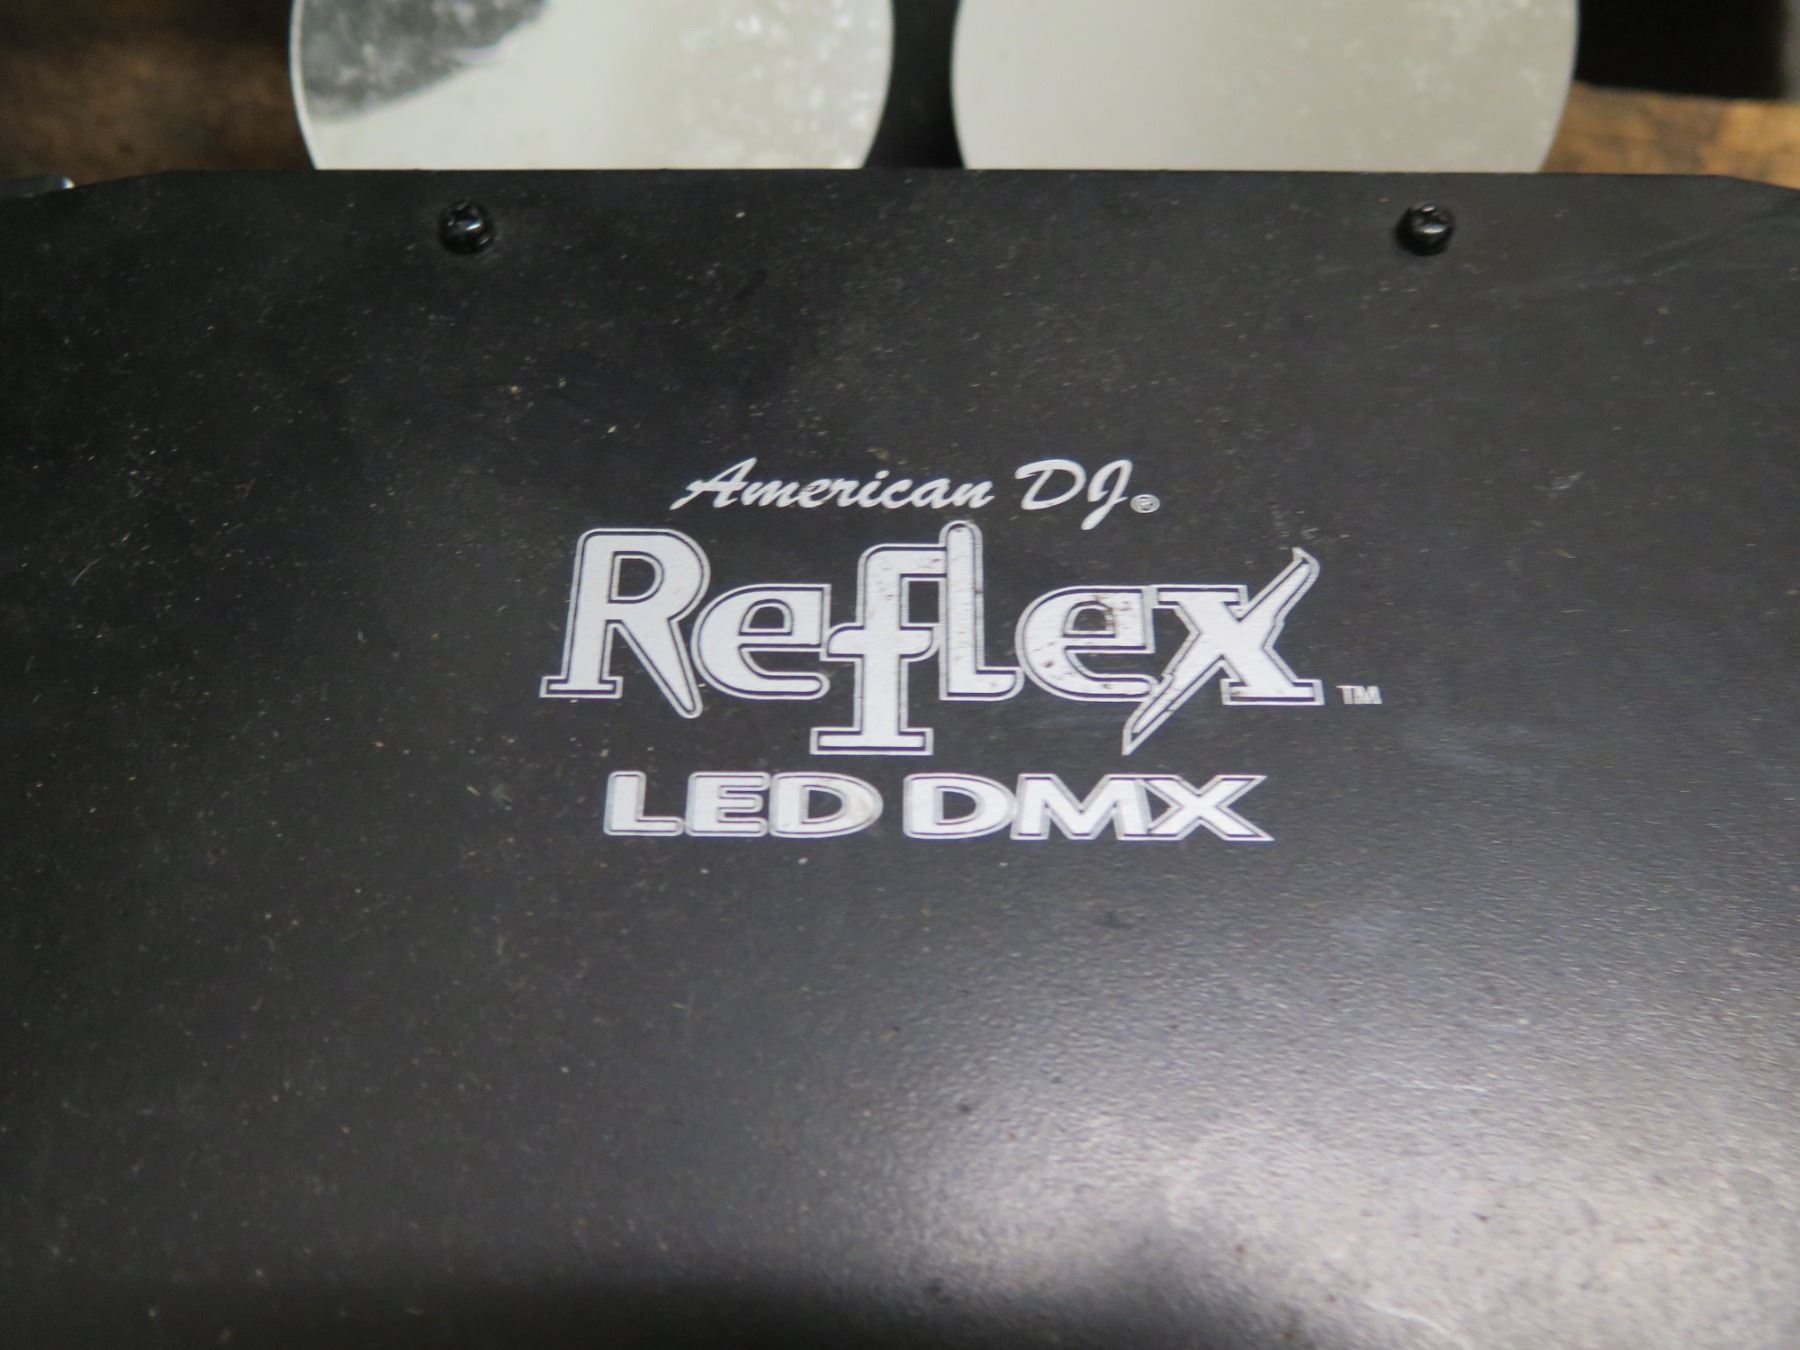 American DJ®
Reflex™
LED DMX